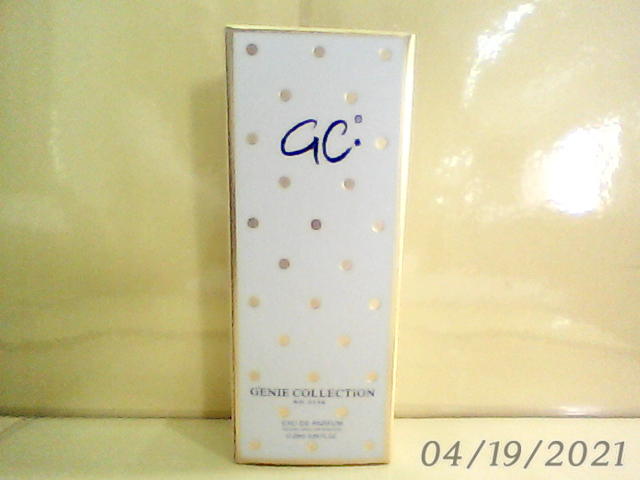 GC
GENIE COLLECTION
EAU DE PARFUM
04/19/2021